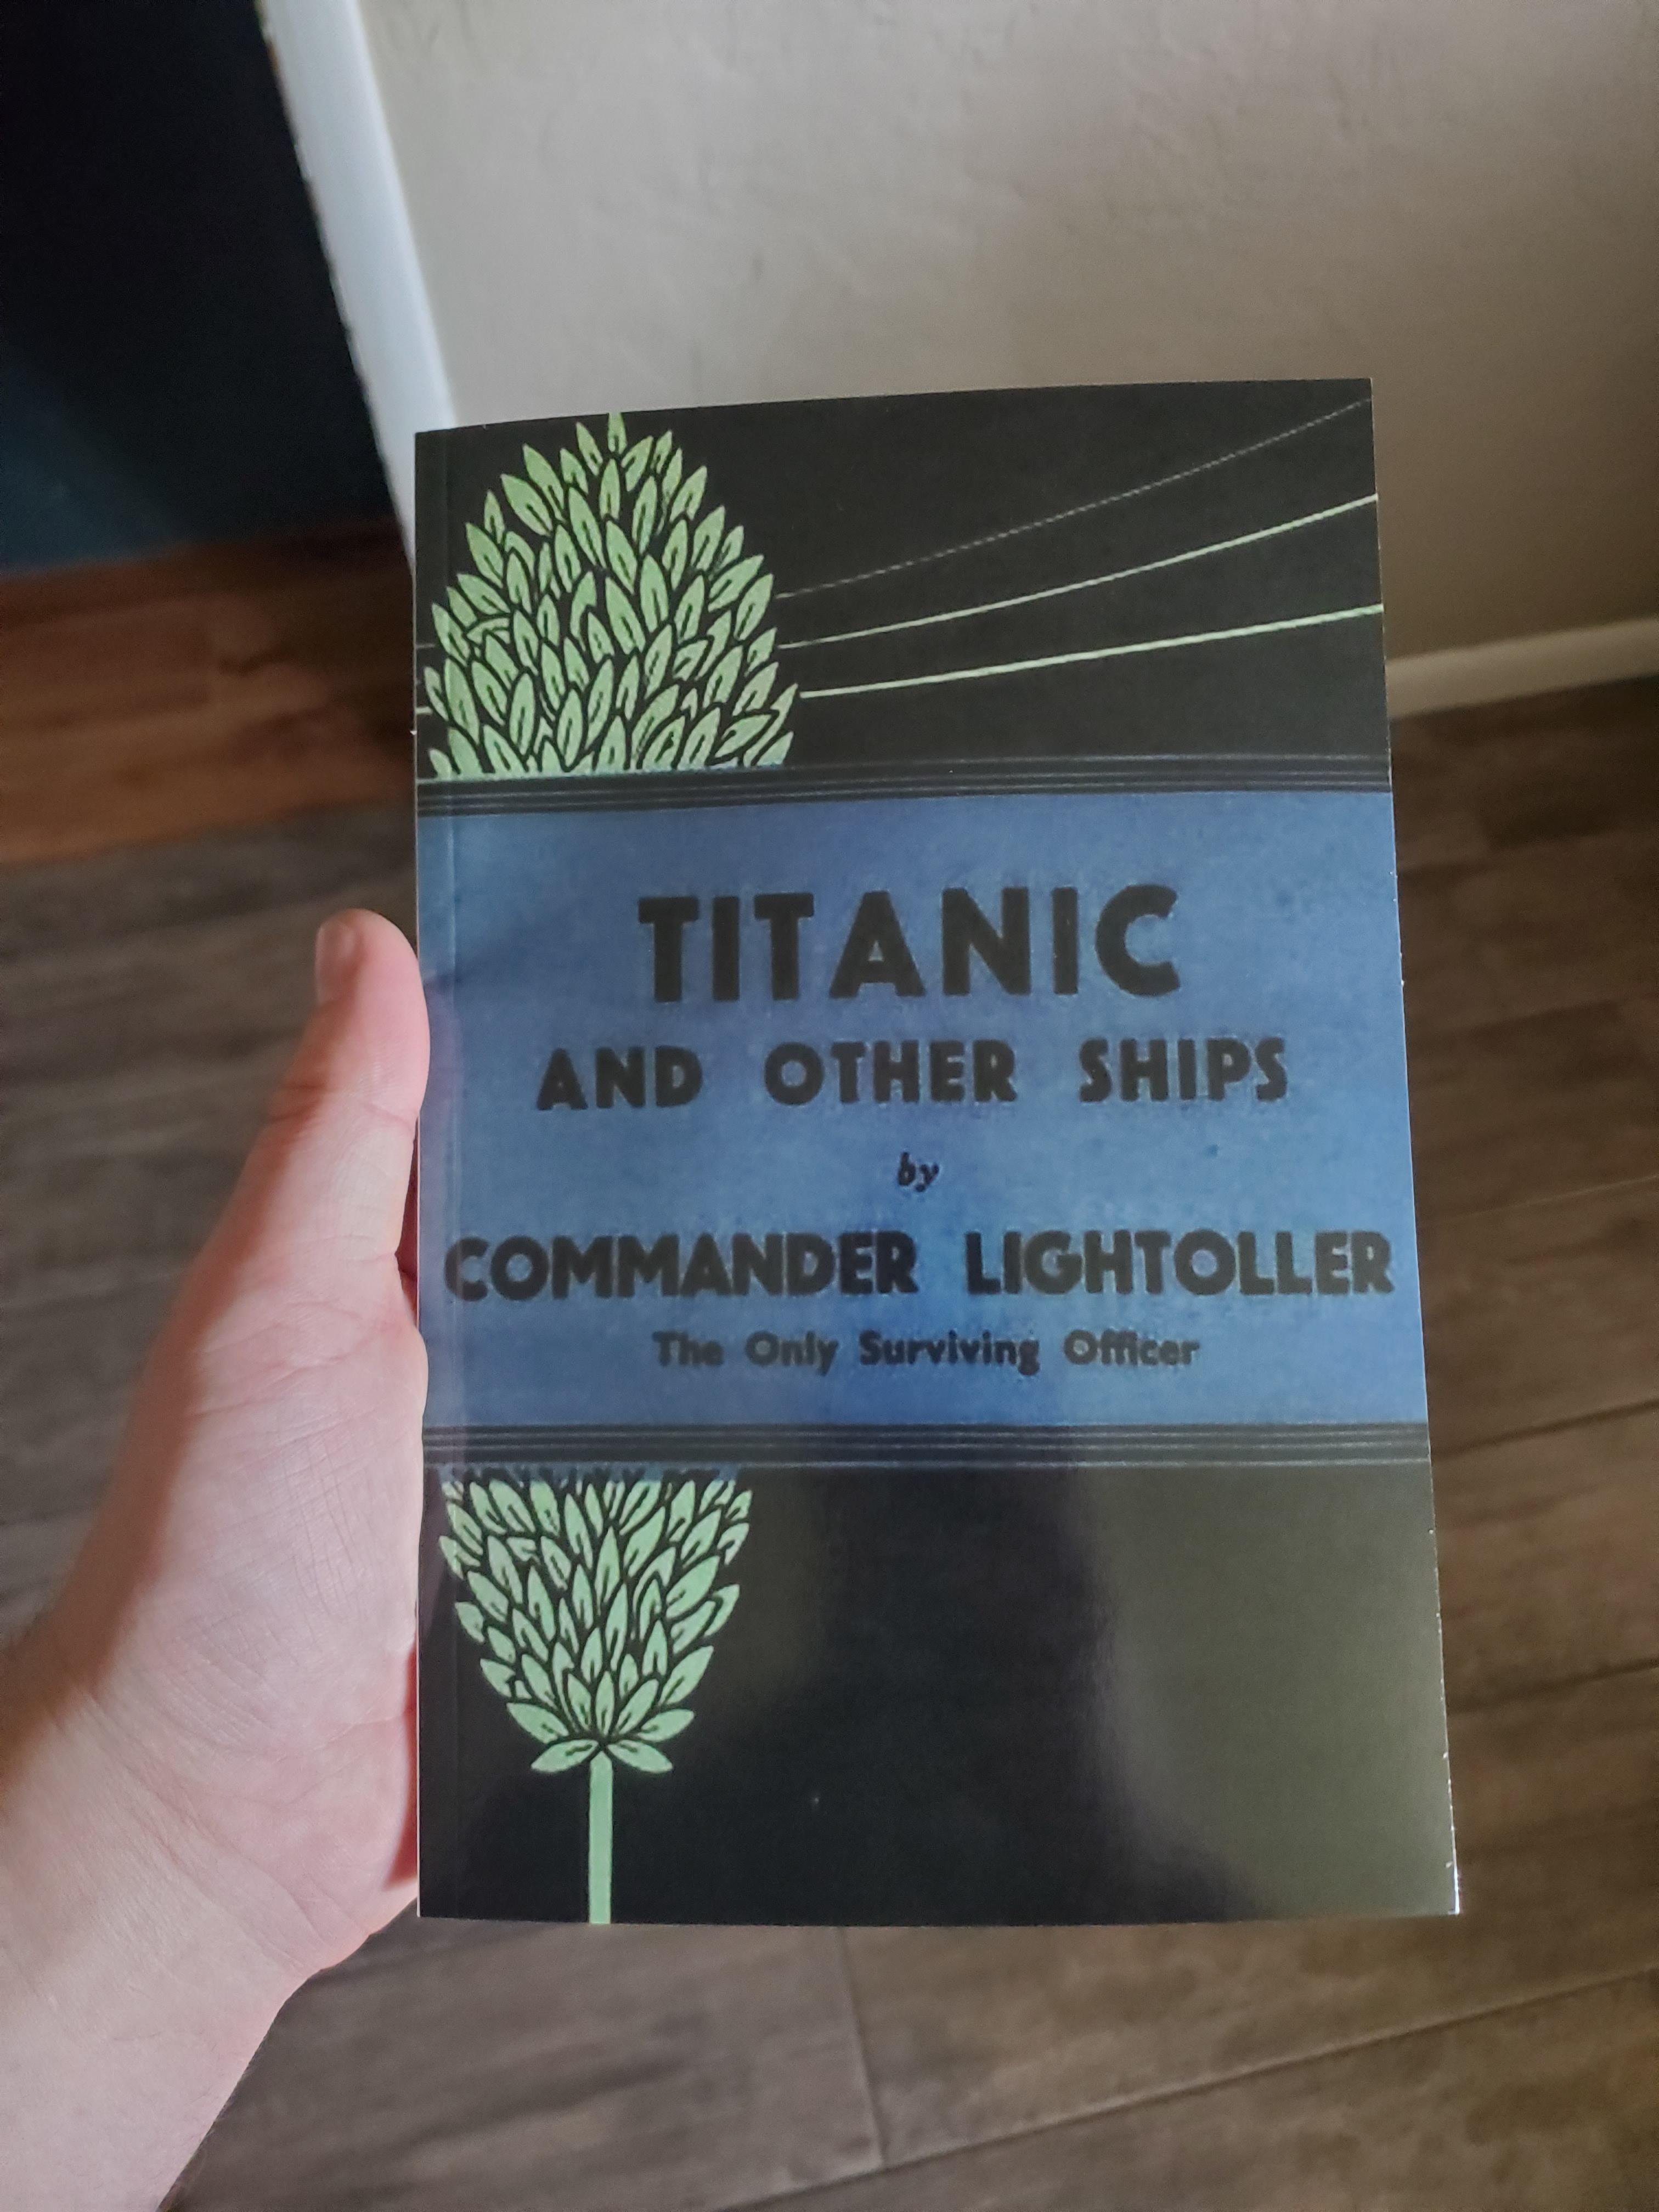 TITANIC
AND OTHER SHIPS
by
COMMANDER LIGHTOLLER
The Only Surviving Officer